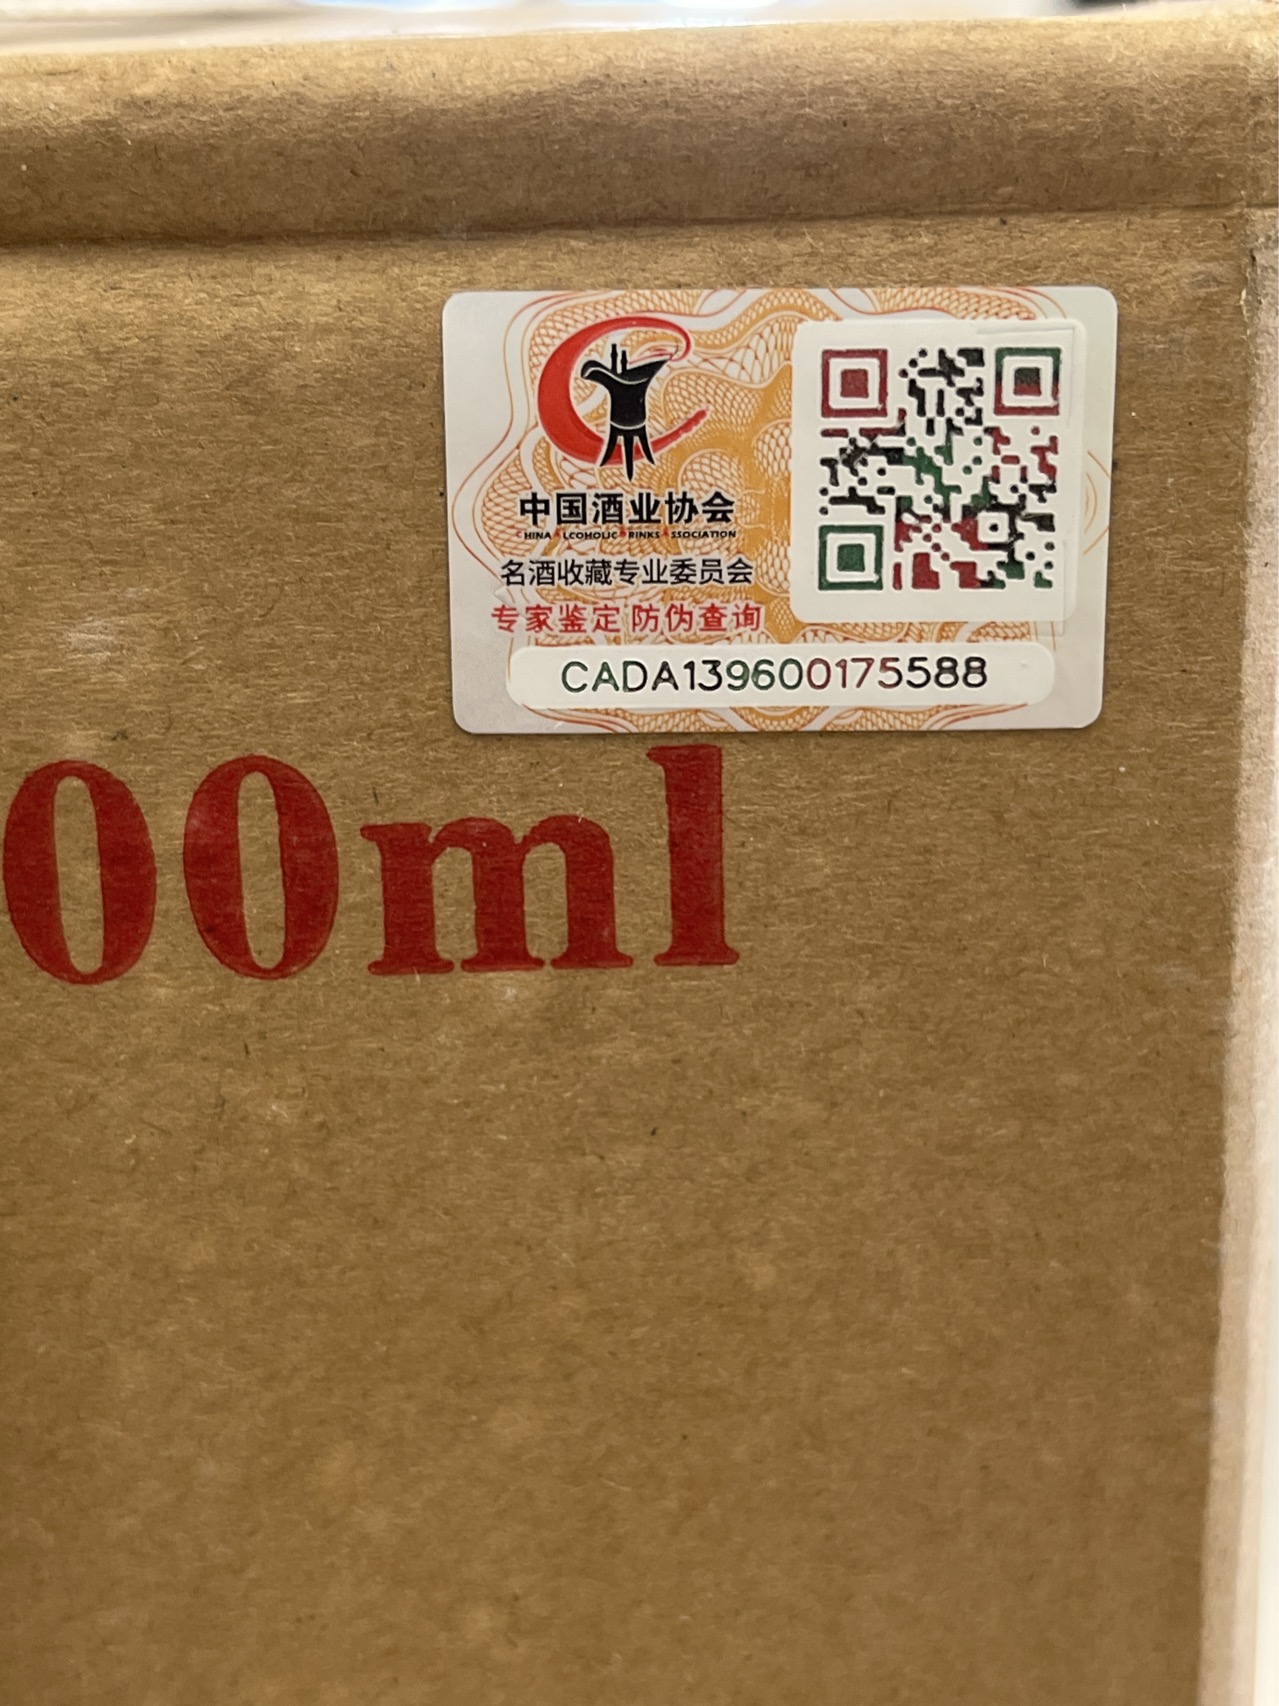 中国酒业协会
CHINA ALCOHOLIC DRINKS ASSOCIATION
名酒收藏专业委员会
专家鉴定 防伪查询
CADA139600175588
00ml